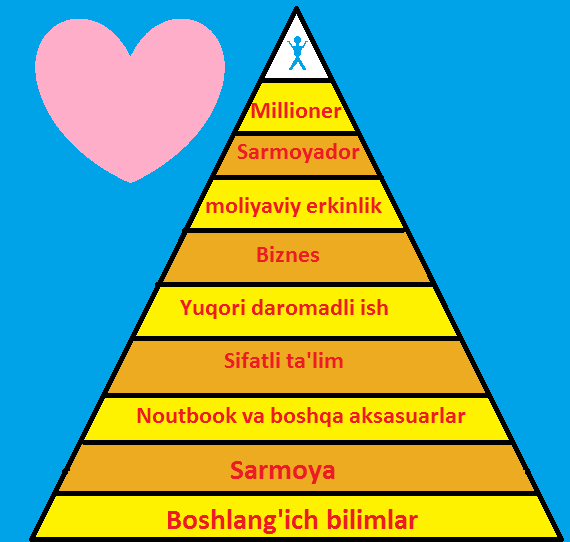 Millioner
Sarmoyador
moliyaviy erkinlik
Biznes
Yuqori daromadli ish
Sifatli ta'lim
Noutbook va boshqa aksasuarlar
Sarmoya
Boshlang'ich bilimlar